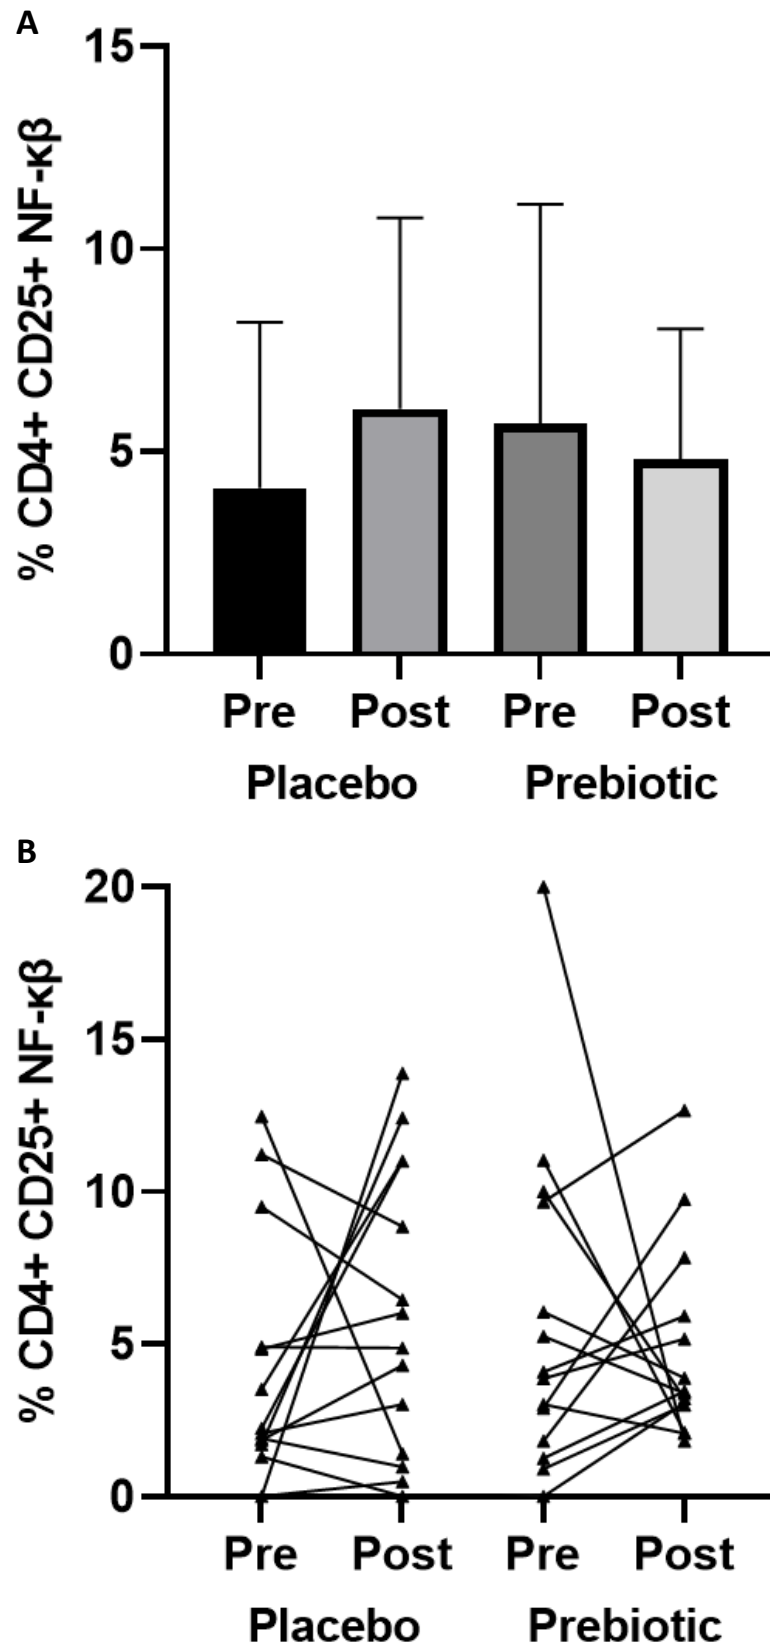 A
% CD4+ CD25+ NF-κβ
15
10
5
0
Pre Post Pre Post
Placebo Prebiotic
B
% CD4+ CD25+ NF-κβ
20
15
10
5
0
Pre Post Pre Post
Placebo Prebiotic